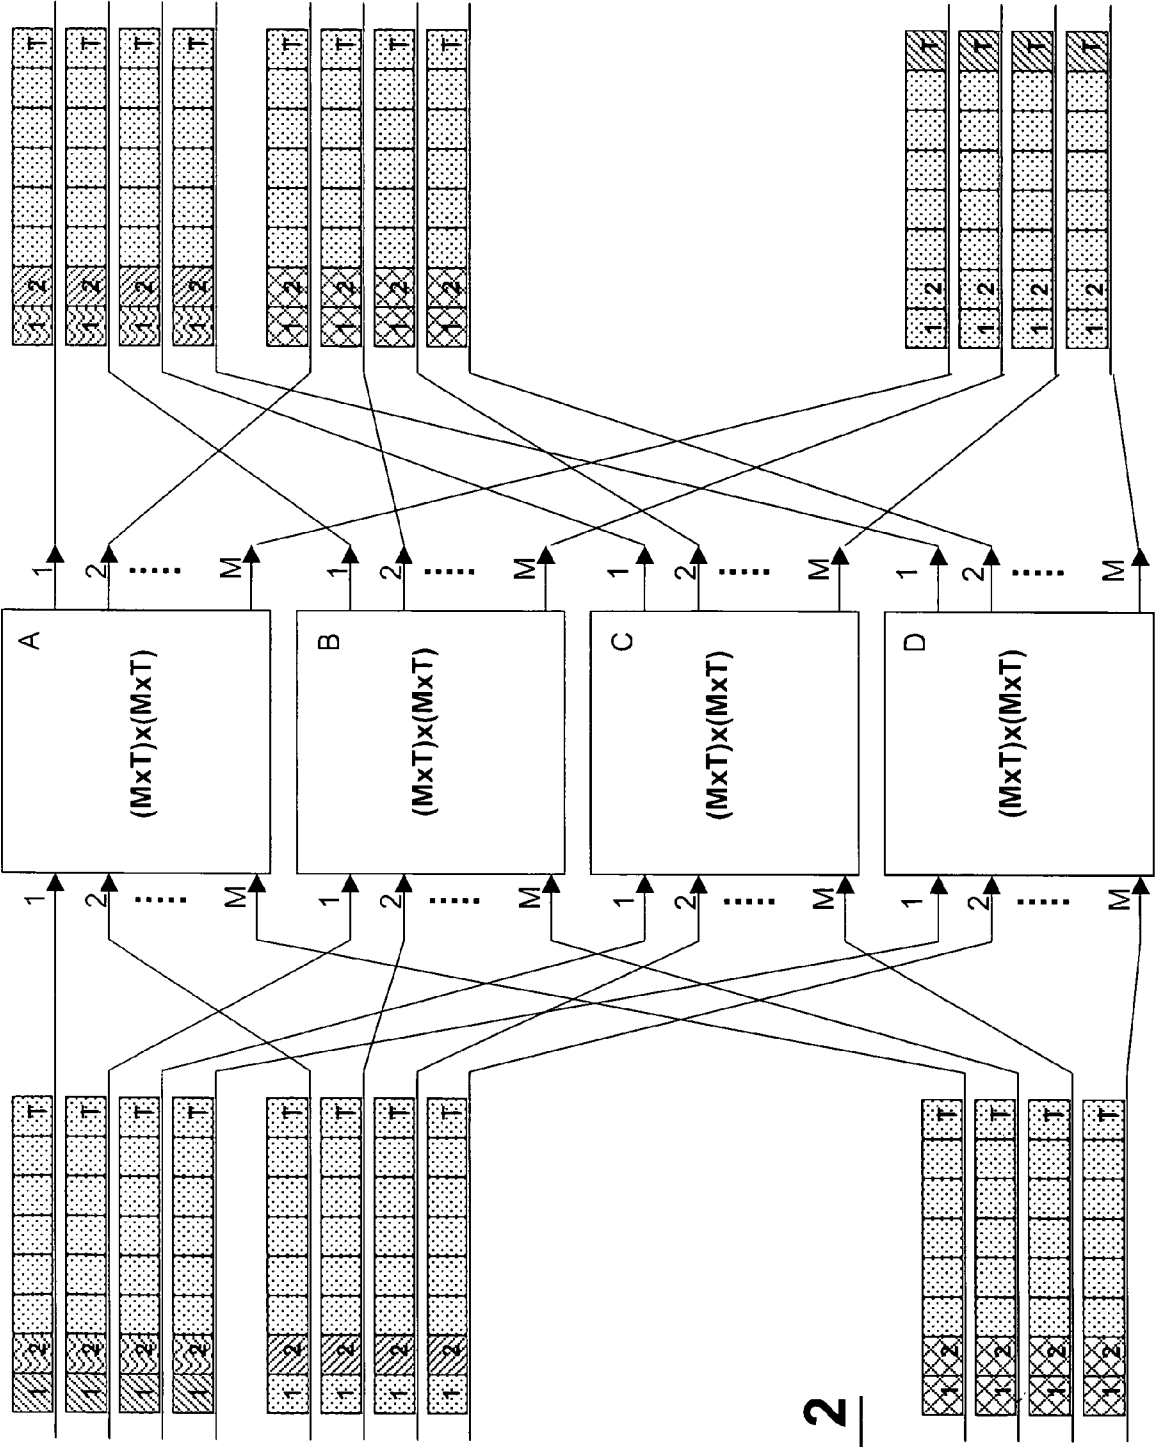 1 2 T
1 2 T
1 2 T
1 2 T
1 2 T
1 2 T
1 2 T
1 2 T
1 2 T
1 2 T
1 2 T
1 2 T
1
2
.....
M
1
2
.....
M
1
2
.....
M
1
2
.....
M
A
(MxT)x(MxT)
B
(MxT)x(MxT)
C
(MxT)x(MxT)
D
(MxT)x(MxT)
1
2
.....
M
1
2
.....
M
1
2
.....
M
1
2
.....
M
1 2 T
1 2 T
1 2 T
1 2 T
1 2 T
1 2 T
1 2 T
1 2 T
1 2 T
1 2 T
1 2 T
1 2 T
2